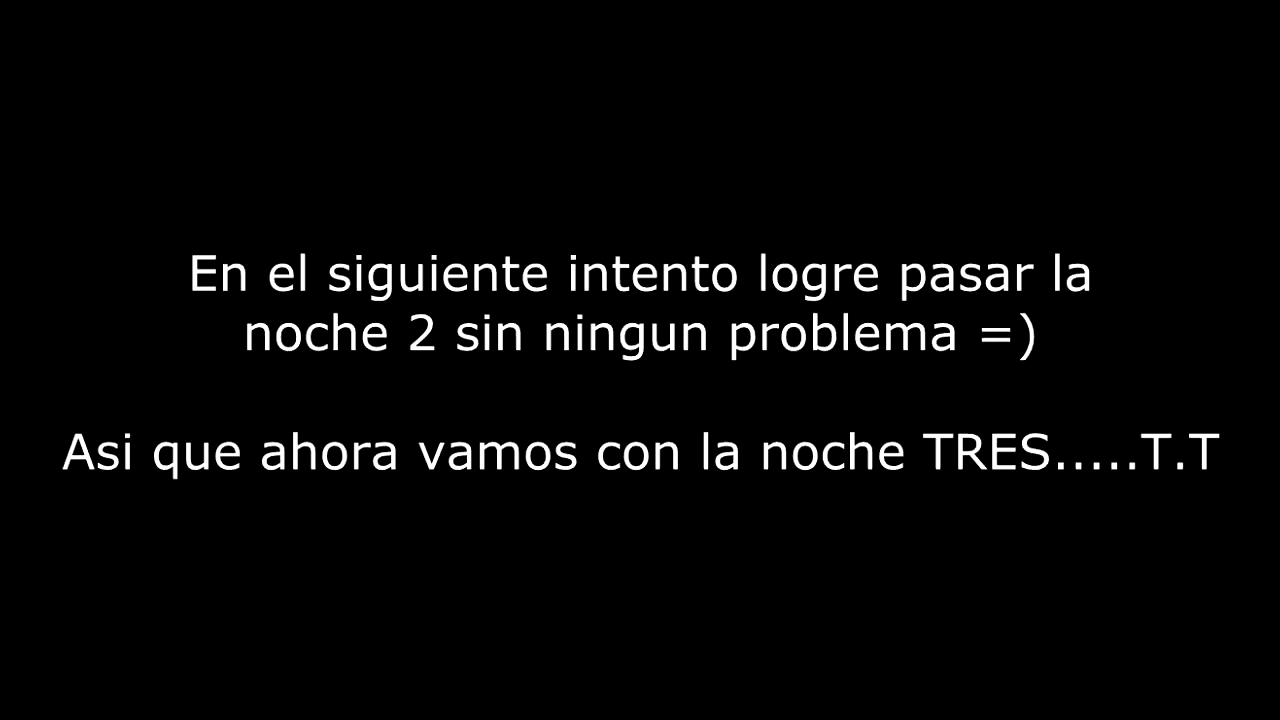 En el siguiente intento logre pasar la
noche 2 sin ningun problema =)
Asi que ahora vamos con la noche TRES.....T.T